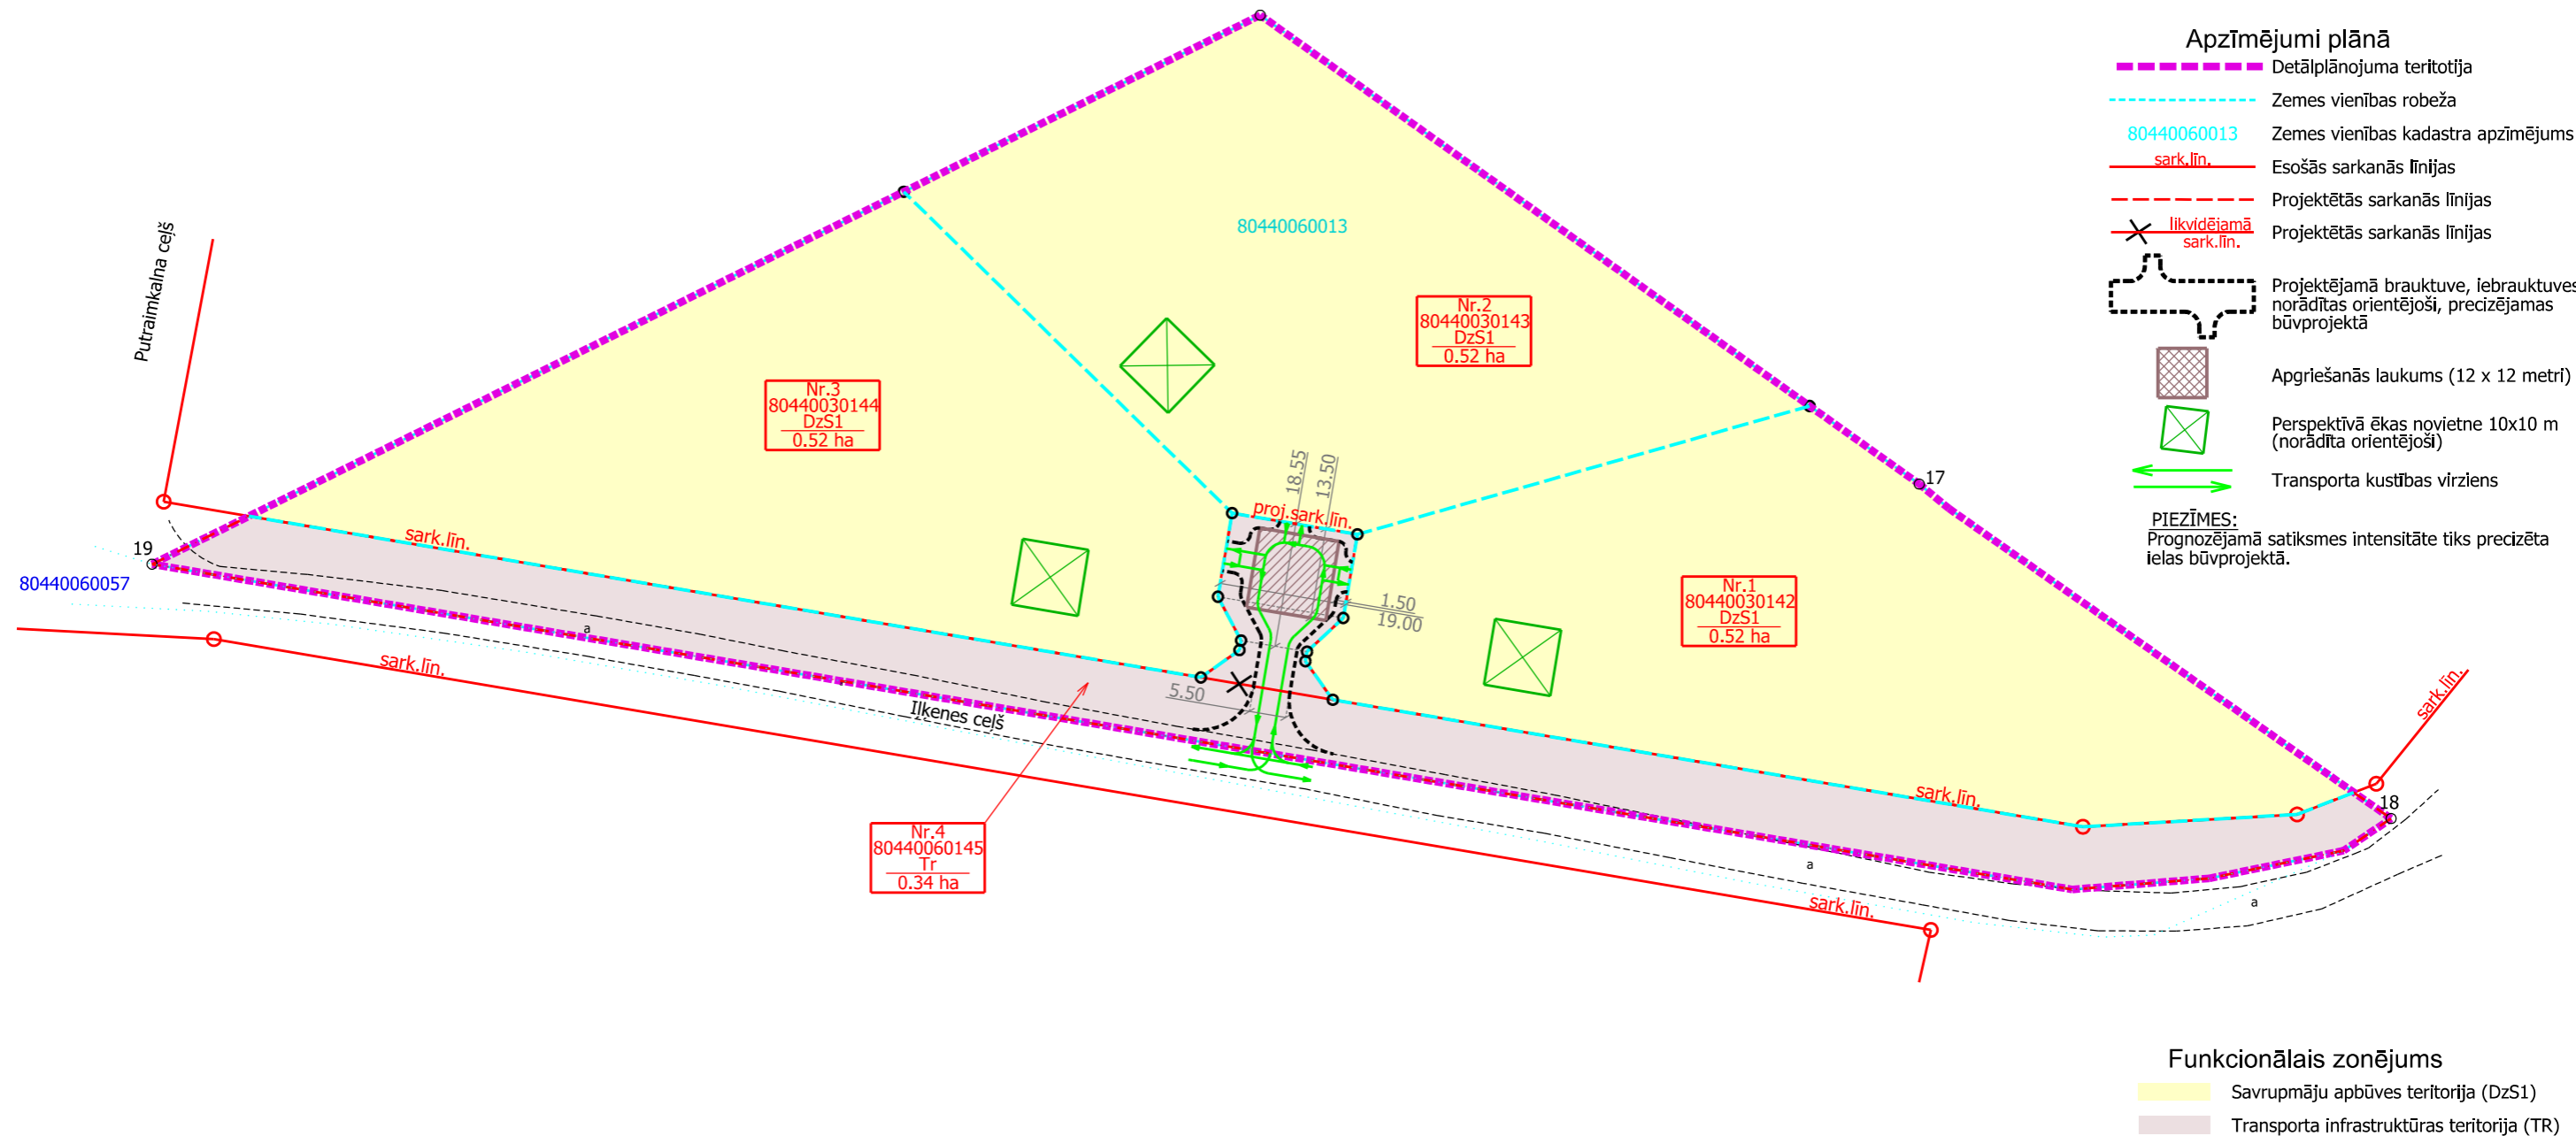 Apzīmējumi plānā
Detālplānojuma teritotija
Zemes vienības robeža
80440060013
Zemes vienības kadastra apzīmējums
sark.līn.
Esošās sarkanās līnijas
Projektētās sarkanās līnijas
likvidējamā
sark.līn.
Projektētās sarkanās līnijas
Projektējamā brauktuve, iebrauktuves
norādītas orientējoši, precizējamas
būvprojektā
Apgriešanās laukums (12 x 12 metri)
Perspektīvā ēkas novietne 10x10 m
(norādīta orientējoši)
Transporta kustības virziens
PIEZĪMES:
Prognozējamā satiksmes intensitāte tiks precizēta
ielas būvprojektā.
Putraimkalna ceļš
80440060013
Nr.2
80440030143
DzS1
0.52 ha
Nr.3
80440030144
DzS1
0.52 ha
18.55
13.50
17
proj.sark.līn.
sark.līn.
19
80440060057
Nr.1
80440030142
DzS1
0.52 ha
1.50
19.00
a
sark.līn.
5.50
Iļķenes ceļš
sark.līn.
sark.līn.
18
Nr.4
80440060145
Tr
0.34 ha
a
sark.līn.
a
Funkcionālais zonējums
Savrupmāju apbūves teritorija (DzS1)
Transporta infrastruktūras teritorija (TR)